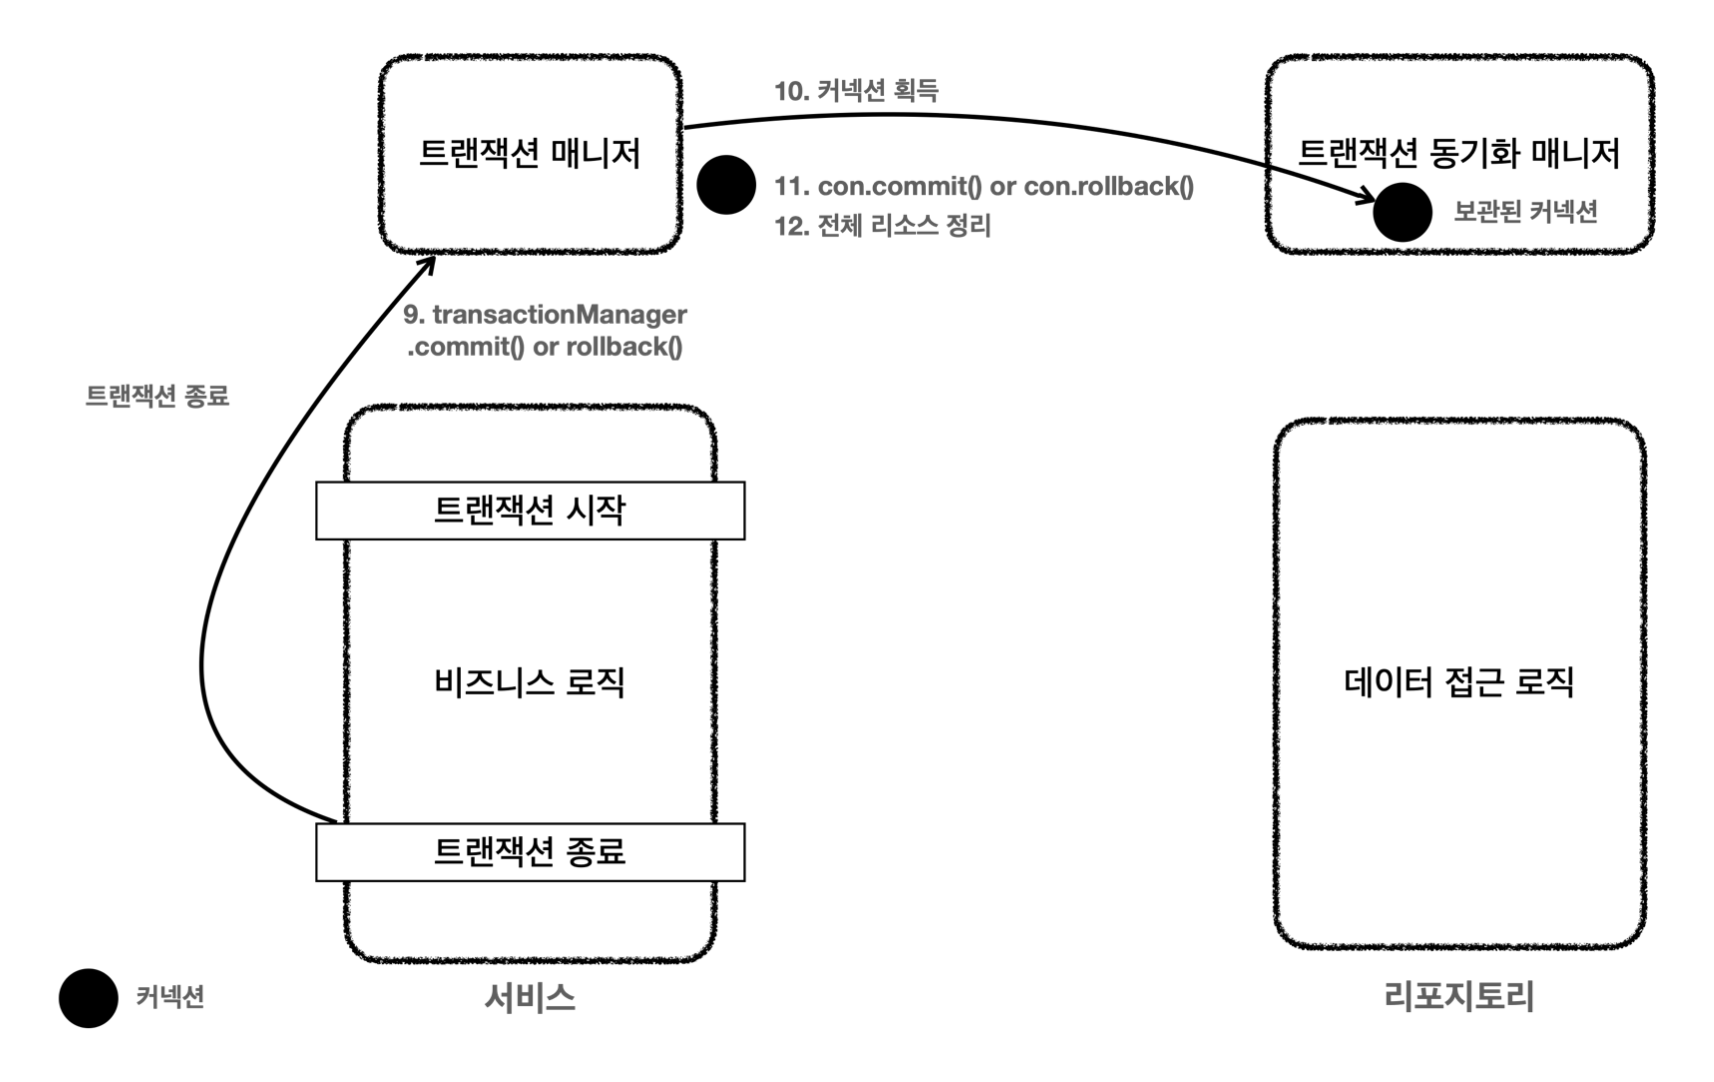 10. 커넥션 획득
트랜잭션 매니저
트랜잭션 동기화 매니저
11. con.commit() or con.rollback()
보관된 커넥션
12. 전체 리소스 정리
9. transactionManager
.commit() or rollback()
트랜잭션 종료
트랜잭션 시작
비즈니스 로직
데이터 접근 로직
트랜잭션 종료
커넥션
서비스
리포지토리